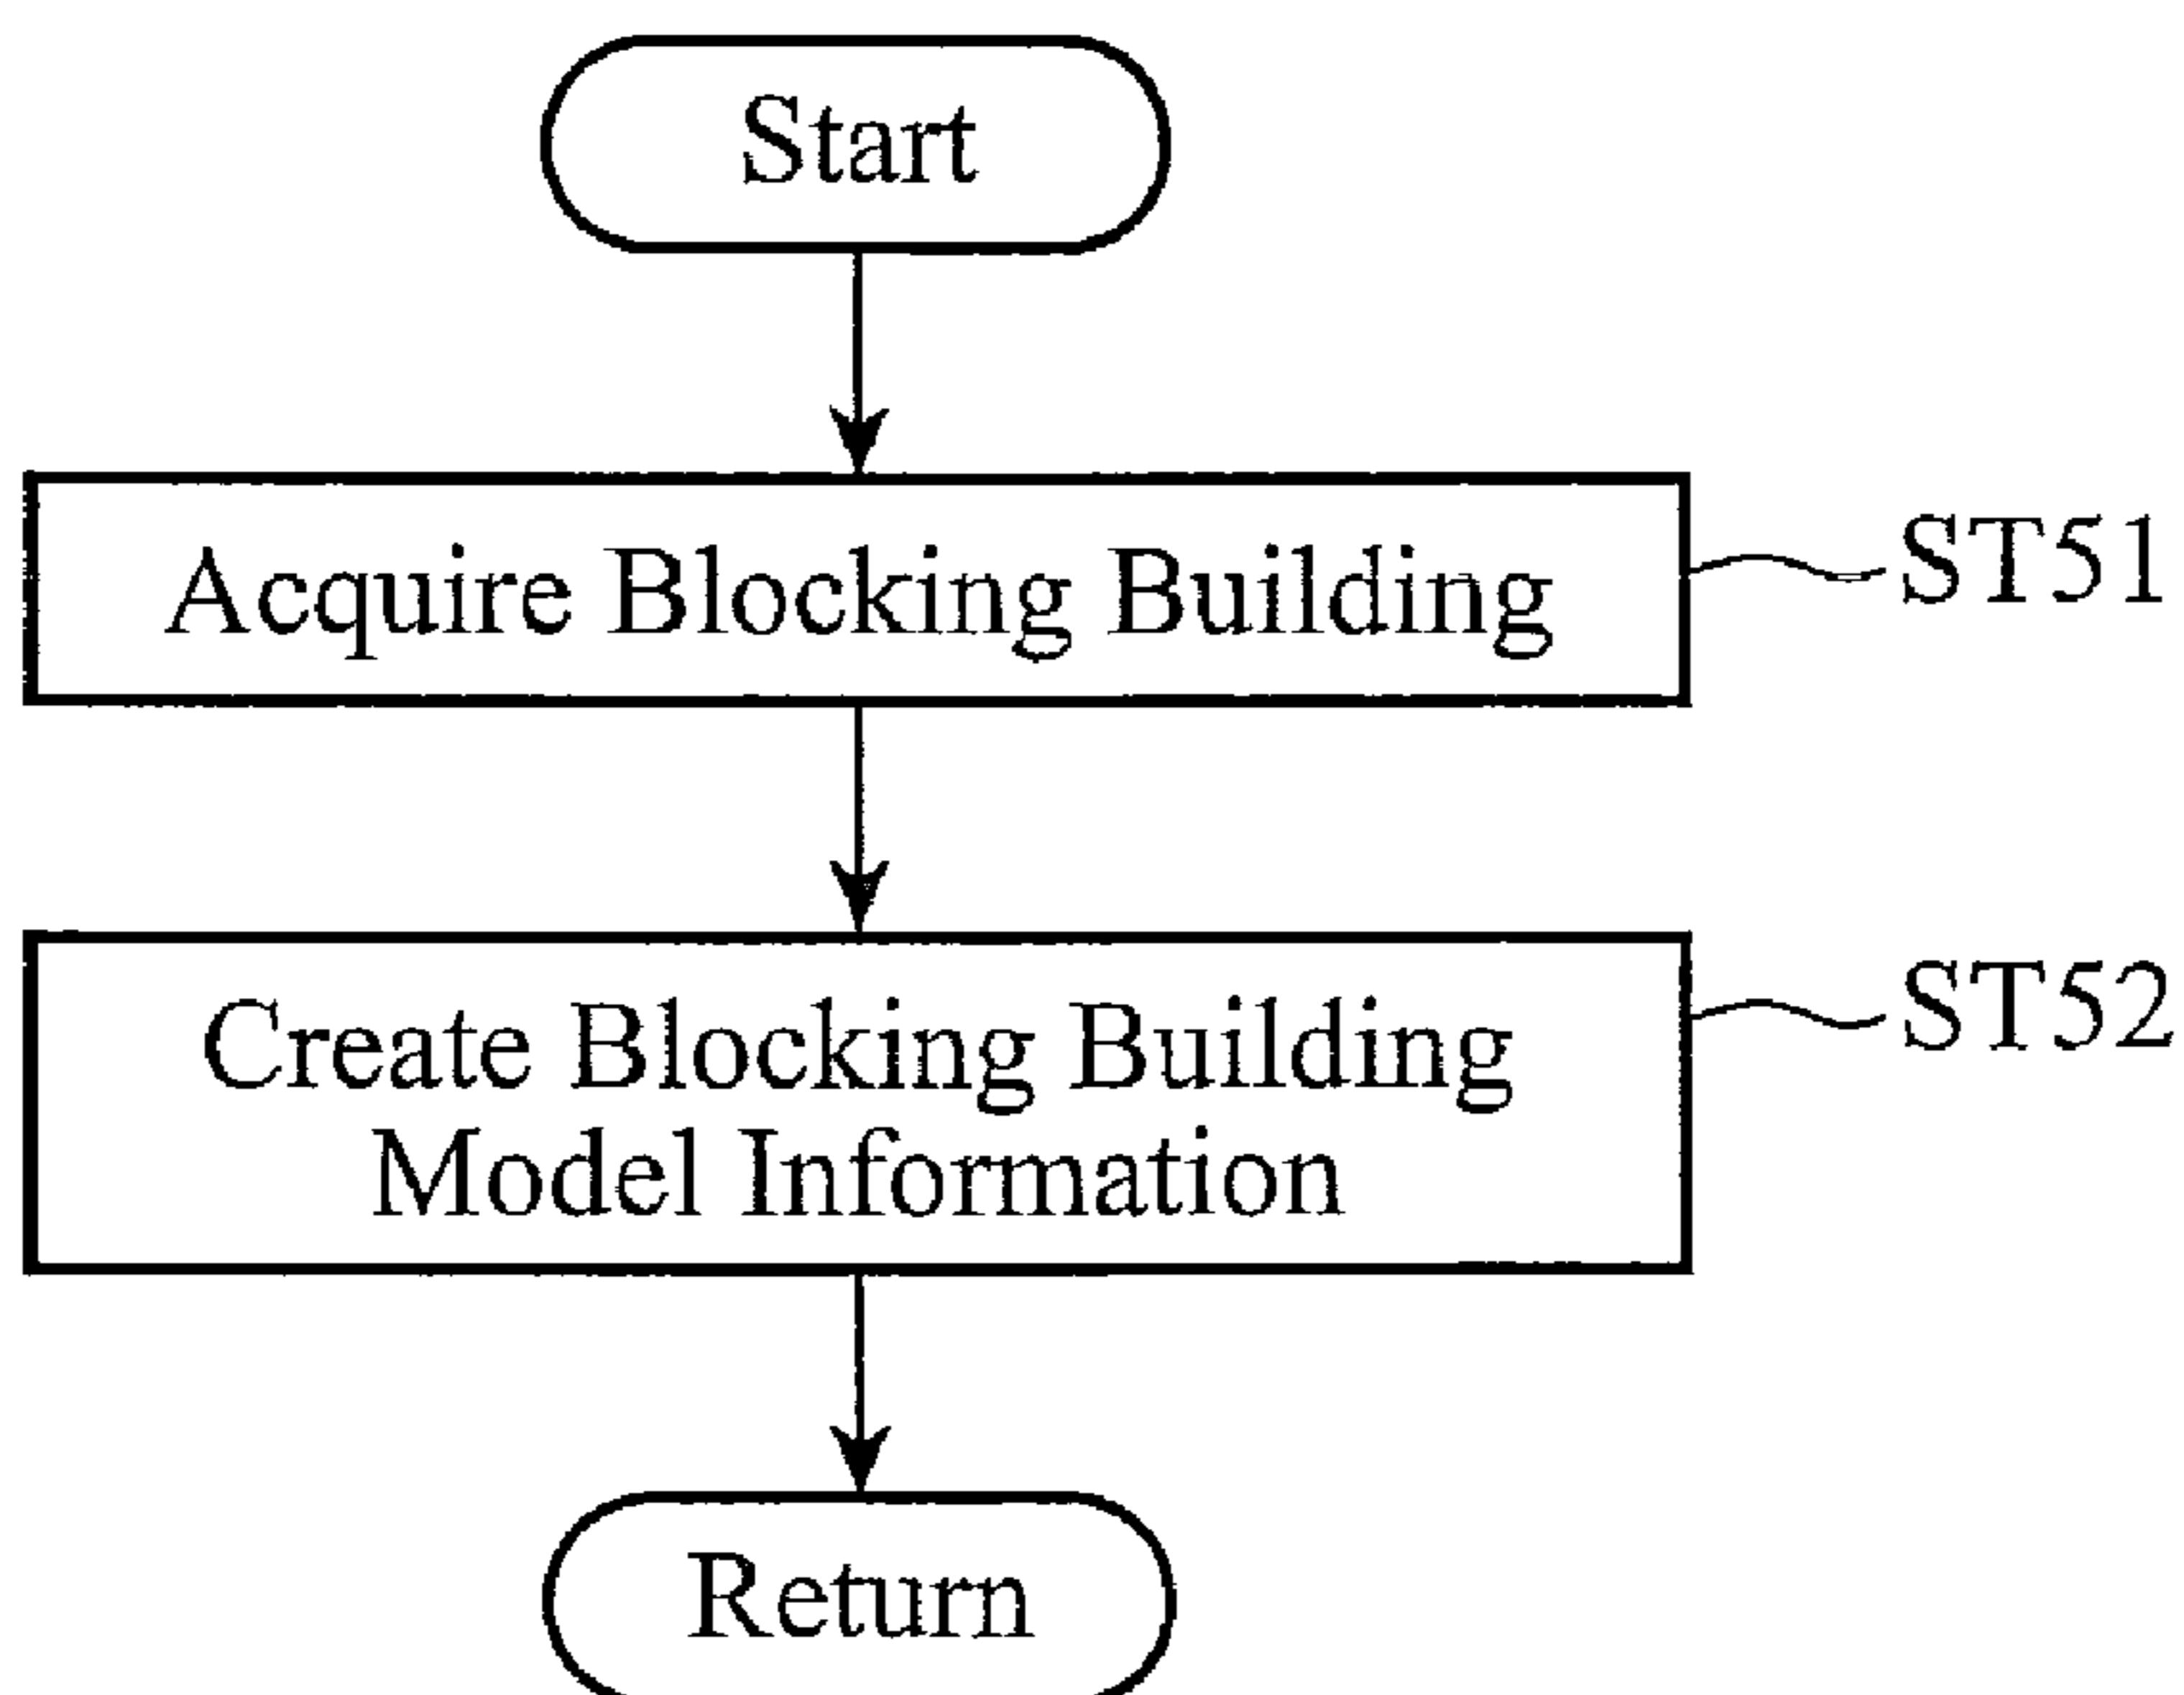 Start
Acquire Blocking Building
ST51
Create Blocking Building
Model Information
ST52
Return